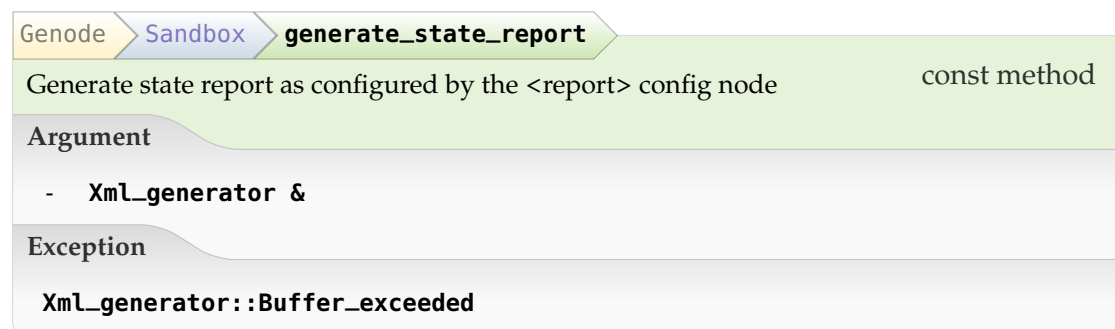 Genode Sandbox generate_state_report
Generate state report as configured by the <report> config node const method
Argument
- Xml_generator &
Exception
Xml_generator::Buffer_exceeded